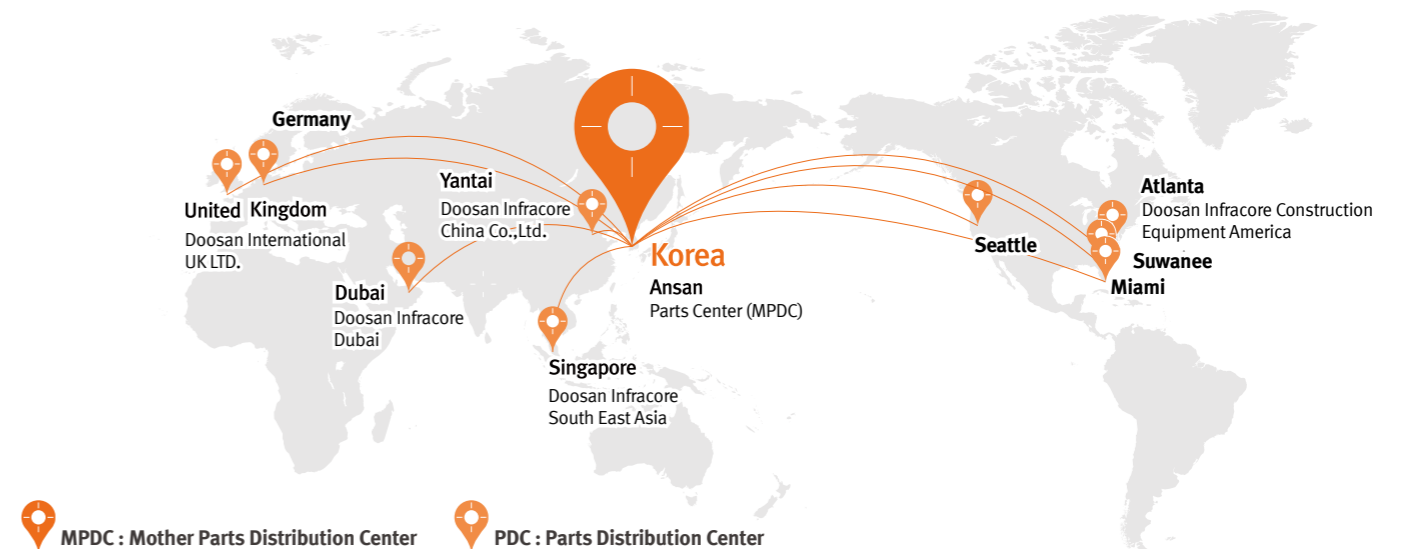 Germany
United Kingdom
Doosan International
UK LTD.
Yantai
Doosan Infracore
China Co.,Ltd.
Dubai
Doosan Infracore
Dubai
Korea
Ansan
Parts Center (MPDC)
Singapore
Doosan Infracore
South East Asia
Seattle
Atlanta
Doosan Infracore Construction
Equipment America
Suwanee
Miami
MPDC : Mother Parts Distribution Center
PDC : Parts Distribution Center